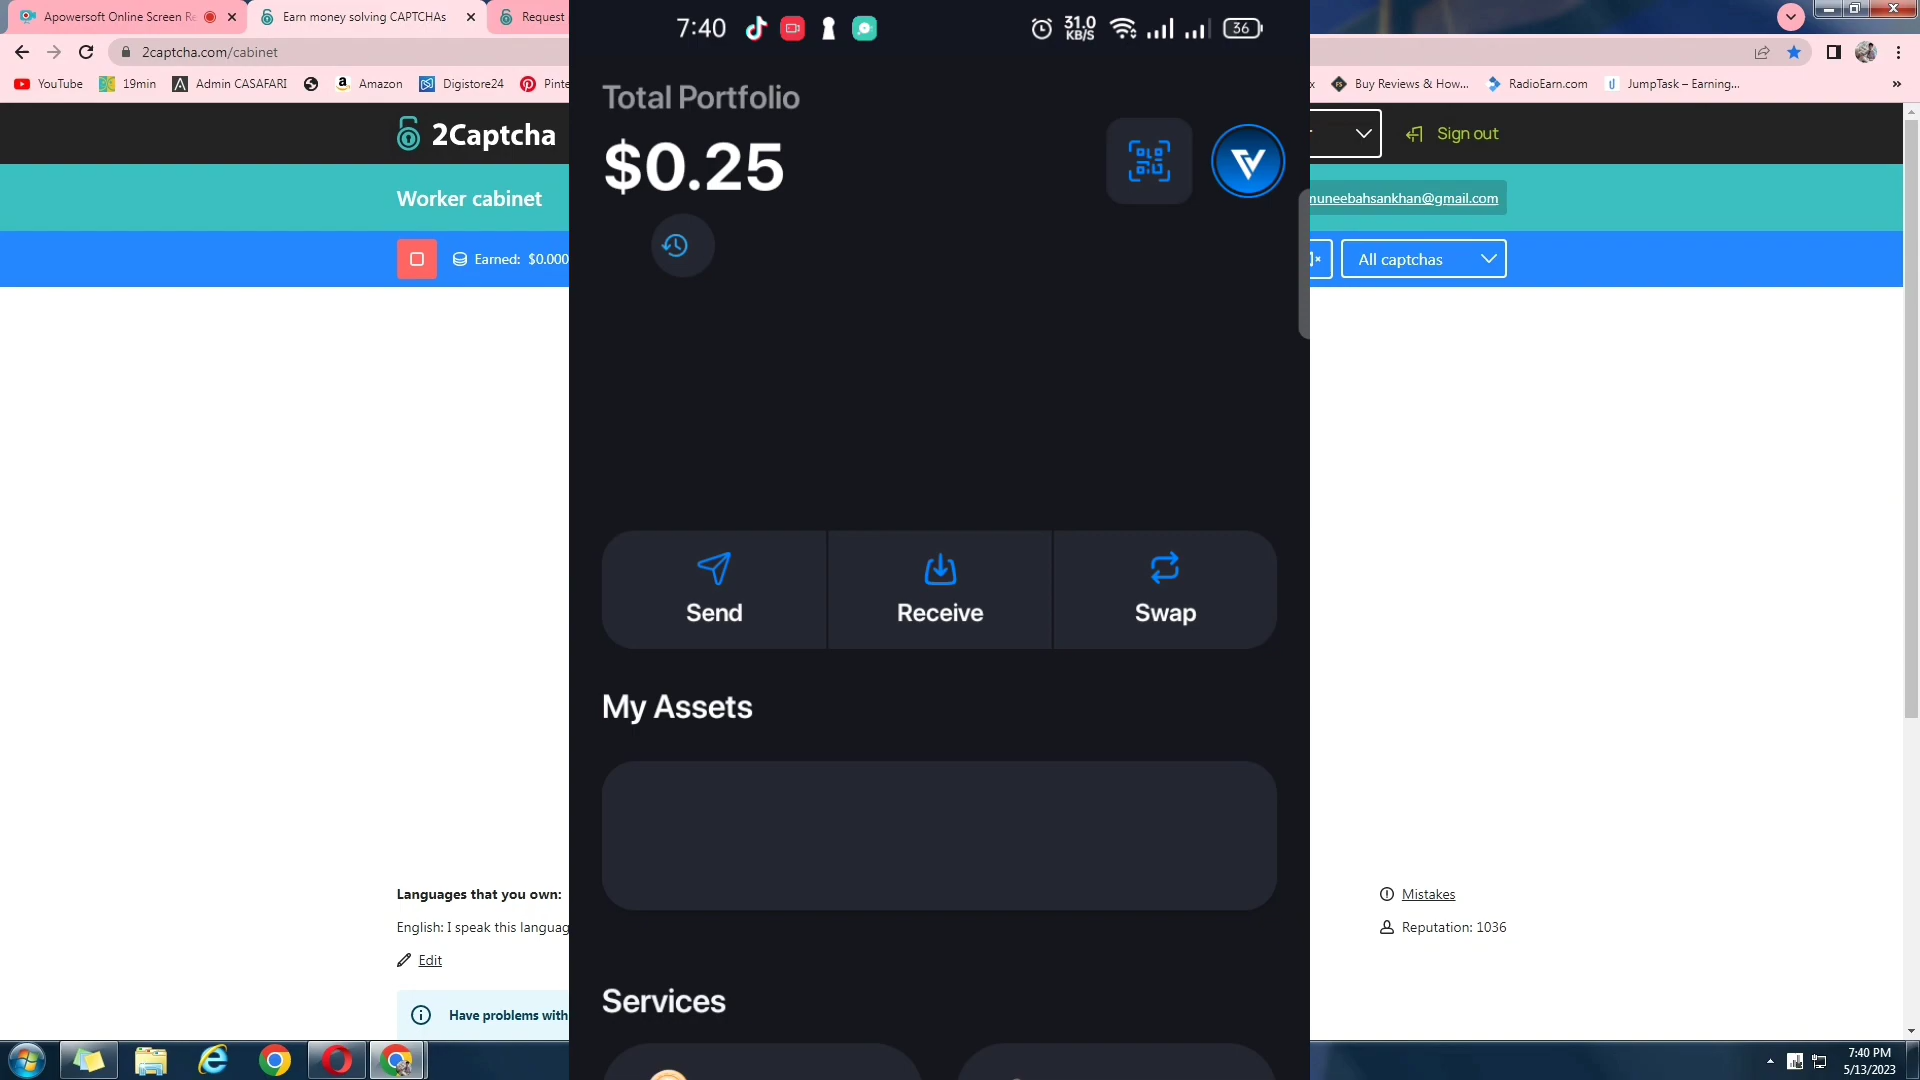 Apowersoft Online Screen Re
Earn money solving CAPTCHAs
Request
2captcha.com/cabinet
YouTube
19min
Admin CASAFARI
Amazon
Digistore24
Pinte
x
Buy Reviews & How...
RadioEarn.com
JumpTask – Earning...
»
2Captcha
Sign out
Worker cabinet
muneebahsankhan@gmail.com
Earned: $0.000
All captchas
7:40
31.0
KB/S
36
Total Portfolio
$0.25
Send
Receive
Swap
My Assets
Services
Languages that you own:
English: I speak this languag
Edit
Have problems with
Mistakes
Reputation: 1036
7:40 PM
5/13/2023